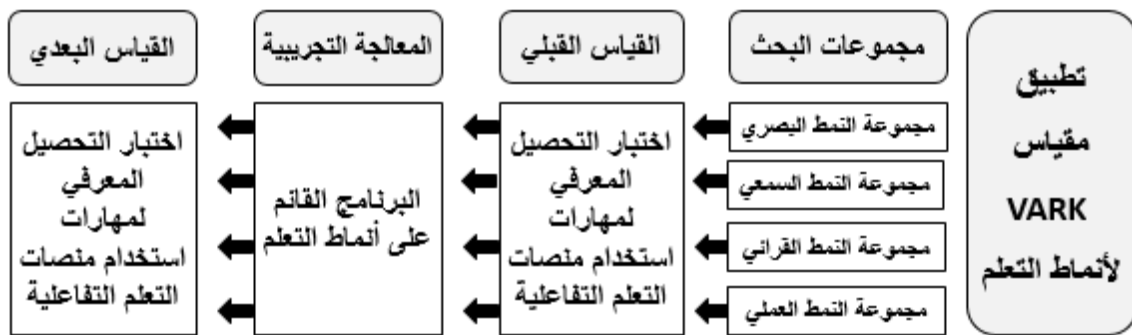 تطبيق
مقياس
VARK
لأنماط التعلم
مجموعات البحث
مجموعة النمط البصري
مجموعة النمط السمعي
مجموعة النمط القرائي
مجموعة النمط العملي
القياس القبلي
اختبار التحصيل
المعرفي
لمهارات
استخدام منصات
التعلم التفاعلية
المعالجة التجريبية
البرنامج القائم
على أنماط التعلم
القياس البعدي
اختبار التحصيل
المعرفي
لمهارات
استخدام منصات
التعلم التفاعلية